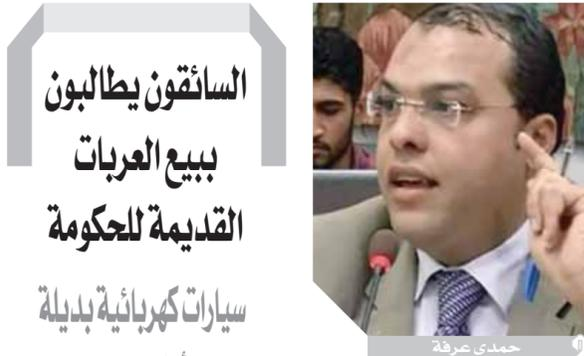 السائقون يطالبون
ببيع العربات
القديمة للحكومة
سيارات كهربائية بديلة
حمدى عرفة